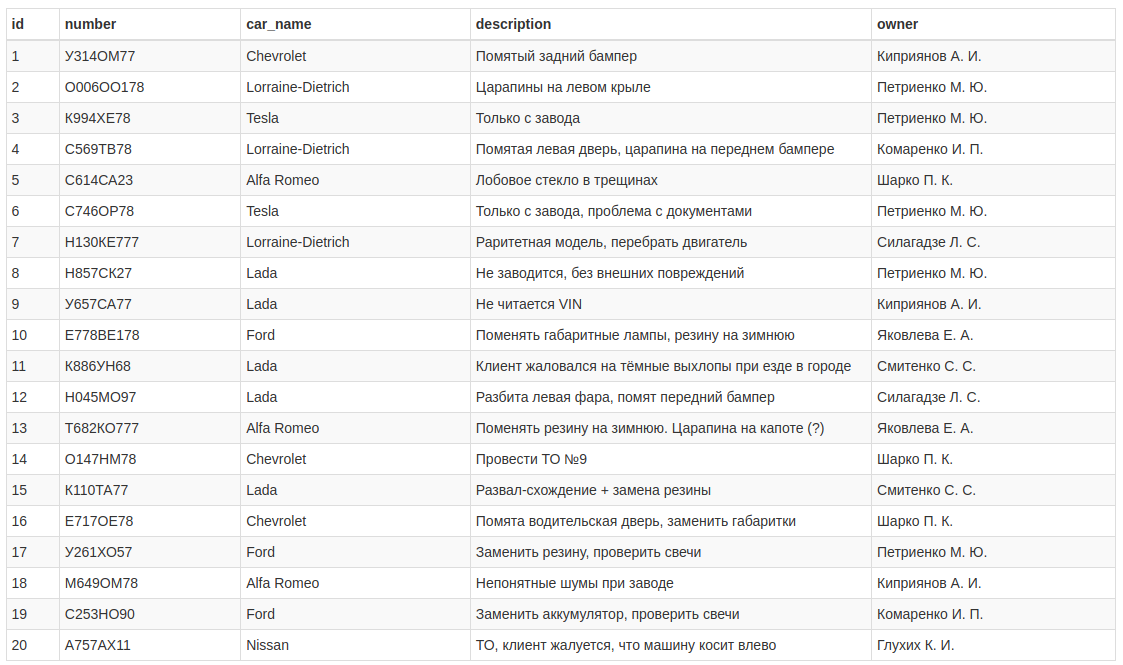 id number car_name description owner
1 У314ОМ77 Chevrolet Помятый задний бампер Киприянов А. И.
2 О006ОО178 Lorraine-Dietrich Царапины на левом крыле Петриенко М. Ю.
3 К994ХЕ78 Tesla Только с завода Петриенко М. Ю.
4 С569ТВ78 Lorraine-Dietrich Помятая левая дверь, царапина на переднем бампере Комаренко И. П.
5 С614СА23 Alfa Romeo Лобовое стекло в трещинах Шарко П. К.
6 С746ОР78 Tesla Только с завода, проблема с документами Петриенко М. Ю.
7 Н130КЕ777 Lorraine-Dietrich Раритетная модель, перебрать двигатель Силагадзе Л. С.
8 Н857СК27 Lada Не заводится, без внешних повреждений Петриенко М. Ю.
9 У657СА77 Lada Не читается VIN Киприянов А. И.
10 Е778ВЕ178 Ford Поменять габаритные лампы, резину на зимнюю Яковлева Е. А.
11 К886УН68 Lada Клиент жаловался на тёмные выхлопы при езде в городе Смитенко С. С.
12 Н045МО97 Lada Разбита левая фара, помят передний бампер Силагадзе Л. С.
13 Т682КО777 Alfa Romeo Поменять резину на зимнюю. Царапина на капоте (?) Яковлева Е. А.
14 О147НМ78 Chevrolet Провести ТО №9 Шарко П. К.
15 К110ТА77 Lada Развал-схождение + замена резины Смитенко С. С.
16 Е717ОЕ78 Chevrolet Помята водительская дверь, заменить габаритки Шарко П. К.
17 У261ХО57 Ford Заменить резину, проверить свечи Петриенко М. Ю.
18 М649ОМ78 Alfa Romeo Непонятные шумы при заводе Киприянов А. И.
19 С253НО90 Ford Заменить аккумулятор, проверить свечи Комаренко И. П.
20 А757АХ11 Nissan ТО, клиент жалуется, что машину косит влево Глухих К. И.